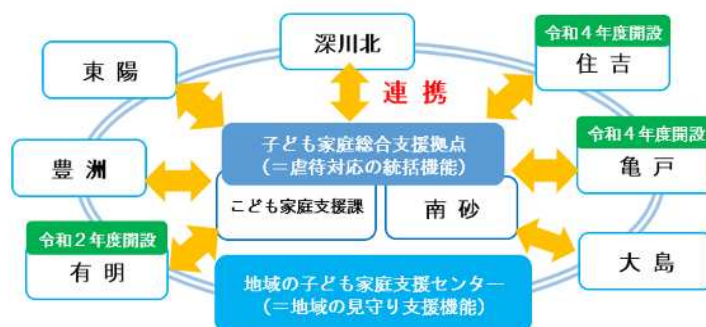 深川北
令和４年度開設
住吉
東陽
連携
子ども家庭総合支援拠点
（＝虐待対応の統括機能）
令和４年度開設
亀戸
豊洲
こども家庭支援課
南砂
令和２年度開設
有明
大島
地域の子ども家庭支援センター
（＝地域の見守り支援機能）